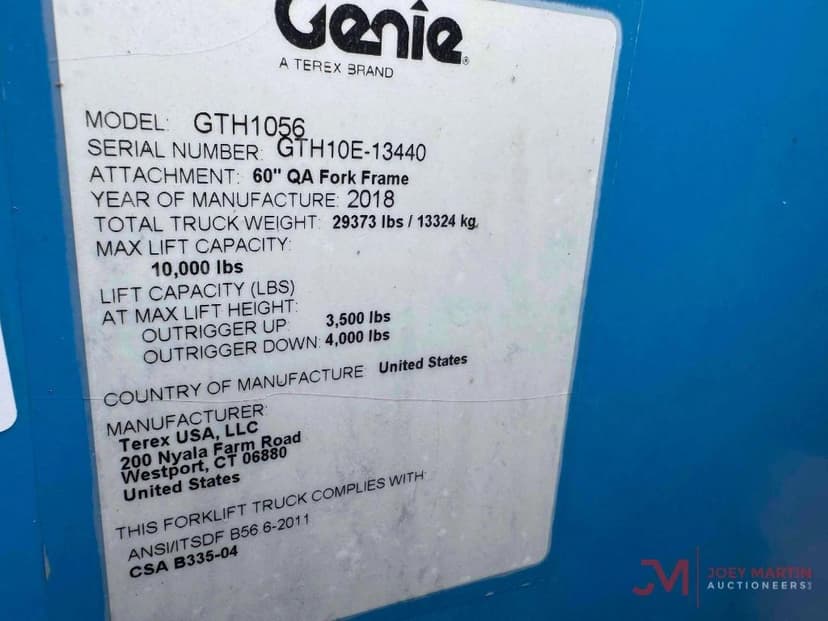 Genie
A TEREX BRAND
MODEL: GTH1056
SERIAL NUMBER: GTH10E-13440
ATTACHMENT: 60" QA Fork Frame
YEAR OF MANUFACTURE: 2018
TOTAL TRUCK WEIGHT: 29373 lbs / 13324 kg
MAX LIFT CAPACITY:
10,000 lbs
LIFT CAPACITY (LBS)
AT MAX LIFT HEIGHT:
OUTRIGGER UP: 3,500 lbs
OUTRIGGER DOWN: 4,000 lbs
COUNTRY OF MANUFACTURE United States
MANUFACTURER:
Terex USA, LLC
200 Nyala Farm Road
Westport, CT 06880
United States
THIS FORKLIFT TRUCK COMPLIES WITH
ANSI/ITSDF B56.6-2011
CSA B335-04
JM JOEY MARTIN
AUCTIONEERS